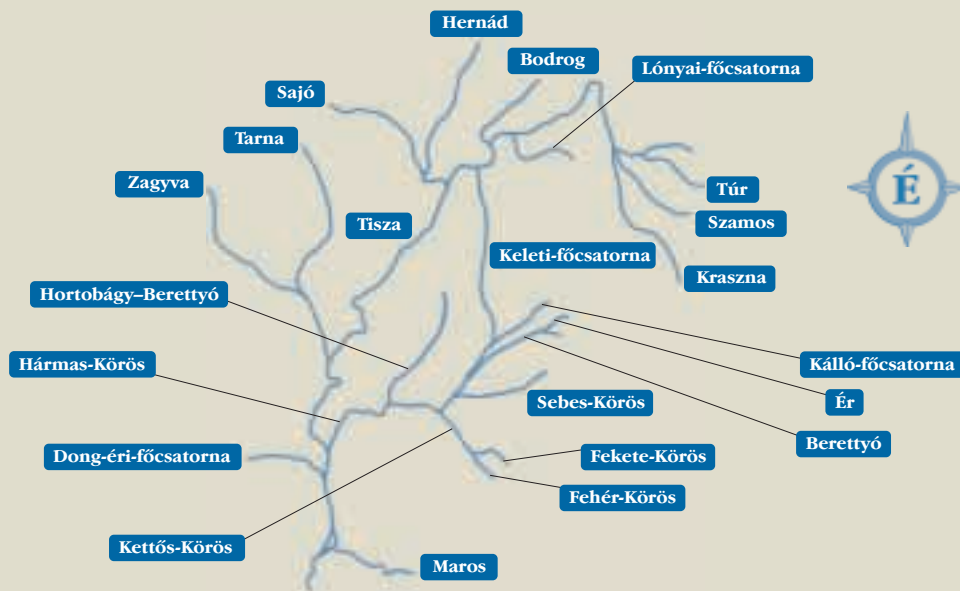 Hernád
Bodrog
Lónyai-főcsatorna
Sajó
Tarna
Zagyva
Túr
É
Tisza
Szamos
Keleti-főcsatorna
Kraszna
Hortobágy–Berettyó
Hármas-Körös
Kálló-főcsatorna
Sebes-Körös
Ér
Berettyó
Dong-éri-főcsatorna
Fekete-Körös
Fehér-Körös
Kettős-Körös
Maros